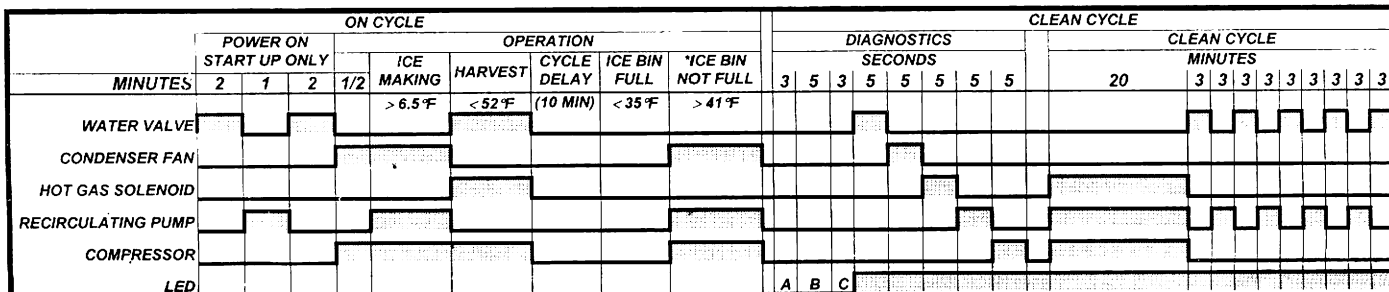 ON CYCLE CLEAN CYCLE
POWER ON START UP ONLY OPERATION DIAGNOSTICS CLEAN CYCLE
ICE MAKING HARVEST CYCLE DELAY ICE BIN FULL *ICE BIN NOT FULL SECONDS MINUTES
MINUTES 2 1 2 1/2 3 5 3 5 5 5 5 5 20 3 3 3 3 3 3 3 3 3
> 6.5°F < 52°F (10 MIN) < 35°F > 41°F
WATER VALVE
CONDENSER FAN
HOT GAS SOLENOID
RECIRCULATING PUMP
COMPRESSOR
LED A B C